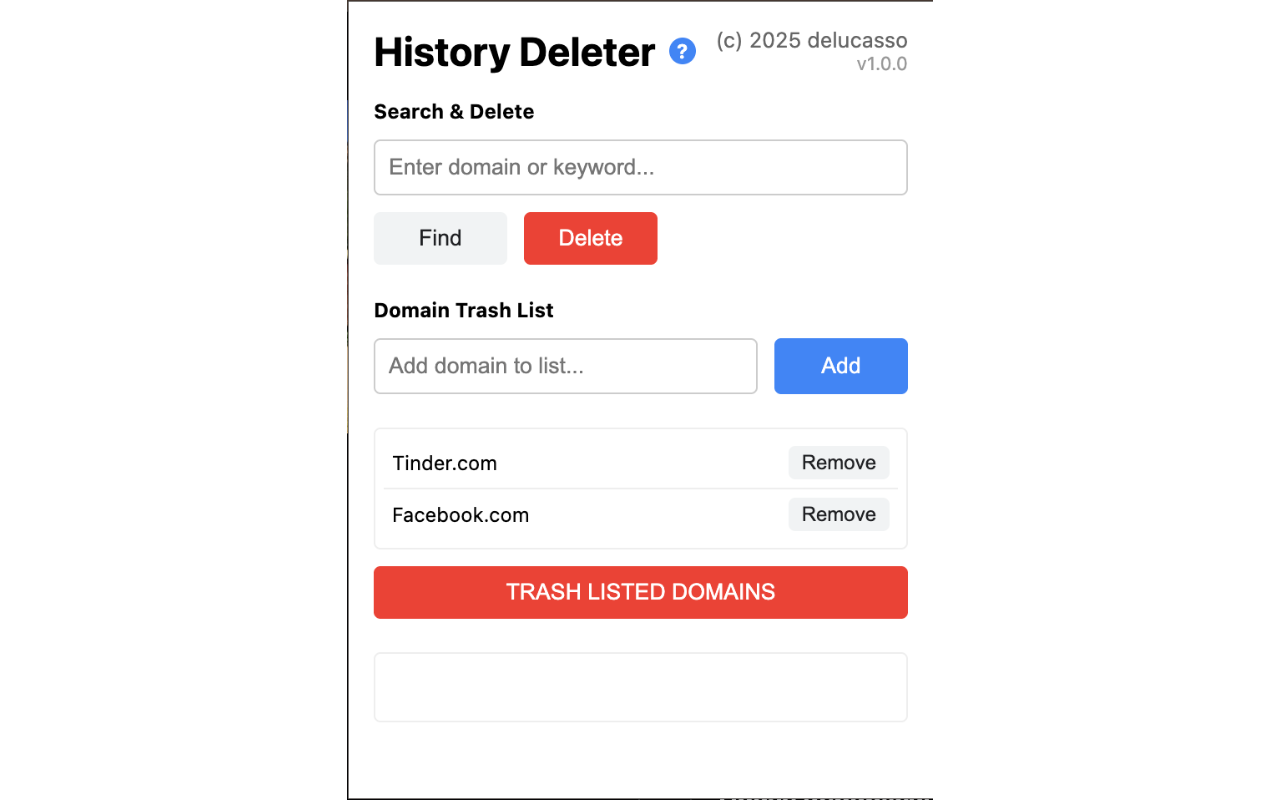 History Deleter ? (c) 2025 delucasso
v1.0.0
Search & Delete
Enter domain or keyword...
Find Delete
Domain Trash List
Add domain to list... Add
Tinder.com Remove
Facebook.com Remove
TRASH LISTED DOMAINS